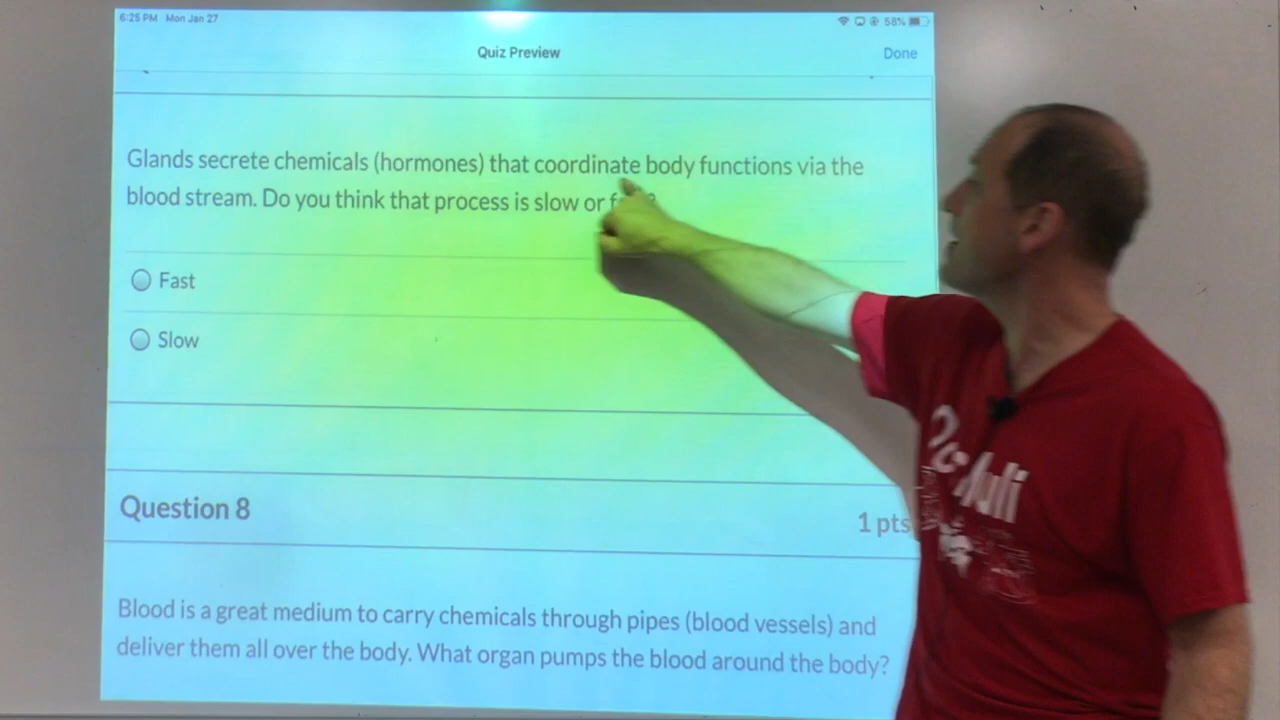 6:25 PM Mon Jan 27
58%
Quiz Preview
Done
Glands secrete chemicals (hormones) that coordinate body functions via the
blood stream. Do you think that process is slow or
Fast
Slow
Question 8
1 pts
Blood is a great medium to carry chemicals through pipes (blood vessels) and
deliver them all over the body. What organ pumps the blood around the body?